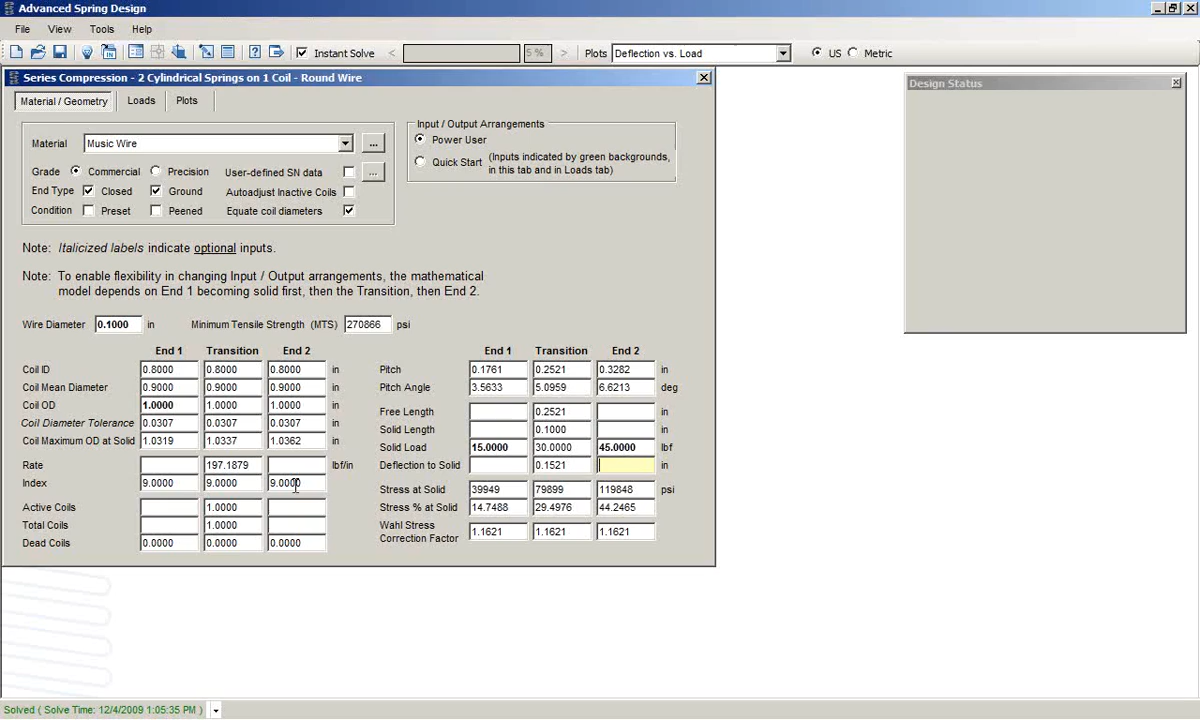 Advanced Spring Design
File View Tools Help
Instant Solve < 5 % > Plots Deflection vs. Load US Metric
Series Compression - 2 Cylindrical Springs on 1 Coil - Round Wire
Design Status
Material / Geometry Loads Plots
Input / Output Arrangements
Material Music Wire ... Power User
Quick Start (Inputs indicated by green backgrounds, in this tab and in Loads tab)
Grade Commercial Precision User-defined SN data ...
End Type Closed Ground Autoadjust Inactive Coils
Condition Preset Peened Equate coil diameters
Note: Italicized labels indicate optional inputs.
Note: To enable flexibility in changing Input / Output arrangements, the mathematical
model depends on End 1 becoming solid first, then the Transition, then End 2.
Wire Diameter 0.1000 in Minimum Tensile Strength (MTS) 270866 psi
End 1 Transition End 2
Coil ID 0.8000 0.8000 0.8000 in
Coil Mean Diameter 0.9000 0.9000 0.9000 in
Coil OD 1.0000 1.0000 1.0000 in
Coil Diameter Tolerance 0.0307 0.0307 0.0307 in
Coil Maximum OD at Solid 1.0319 1.0337 1.0362 in
Rate 197.1879 lbf/in
Index 9.0000 9.0000 9.0000
Active Coils 1.0000
Total Coils 1.0000
Dead Coils 0.0000 0.0000 0.0000
End 1 Transition End 2
Pitch 0.1761 0.2521 0.3282 in
Pitch Angle 3.5633 5.0959 6.6213 deg
Free Length 0.2521 in
Solid Length 0.1000 in
Solid Load 15.0000 30.0000 45.0000 lbf
Deflection to Solid 0.1521 in
Stress at Solid 39949 79899 119848 psi
Stress % at Solid 14.7488 29.4976 44.2465
Wahl Stress
Correction Factor 1.1621 1.1621 1.1621
Solved ( Solve Time: 12/4/2009 1:05:35 PM )